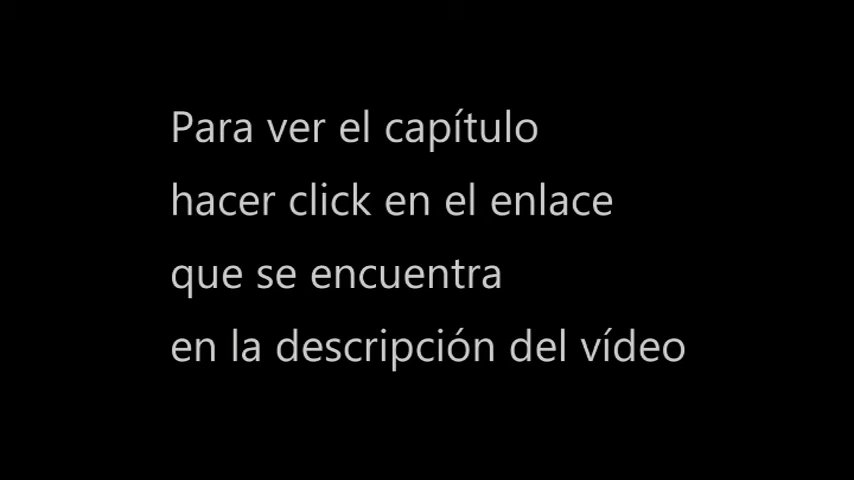 Para ver el capítulo
hacer click en el enlace
que se encuentra
en la descripción del vídeo